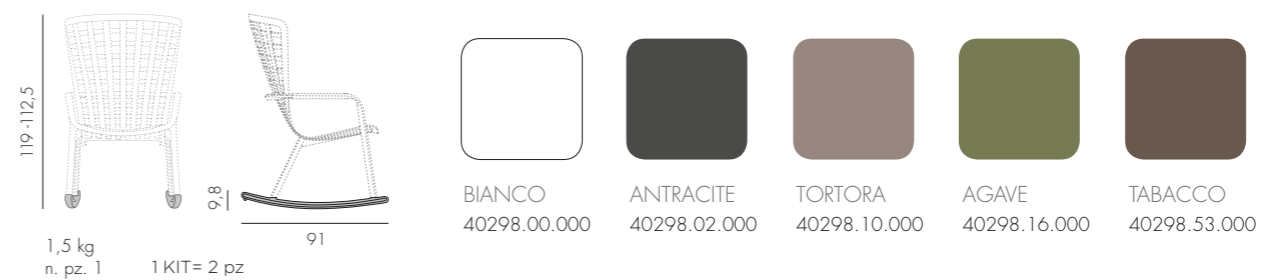 119 -112,5
9,8
91
1,5 kg
n. pz. 1
1 KIT= 2 pz
BIANCO
40298.00.000
ANTRACITE
40298.02.000
TORTORA
40298.10.000
AGAVE
40298.16.000
TABACCO
40298.53.000